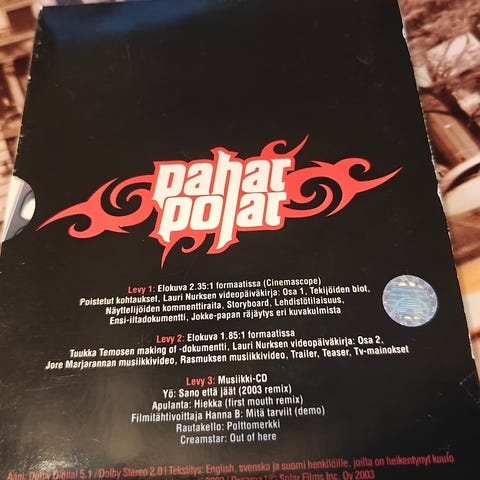 pahat
pojat
Levy 1: Elokuva 2.35:1 formaatissa (Cinemascope)
Poistetut kohtaukset, Lauri Nurksen videopäiväkirja: Osa 1, Tekijöiden biot,
Näyttelijöiden kommenttiraita, Storyboard, Lehdistötilaisuus,
Ensi-iltadokumentti, Jokke-papan räjäytys eri kuvakulmista
Levy 2: Elokuva 1.85:1 formaatissa
Tuukka Temosen making of -dokumentti, Lauri Nurksen videopäiväkirja: Osa 2,
Jore Marjarannan musiikkivideo, Rasmuksen musiikkivideo, Trailer, Teaser, Tv-mainokset
Levy 3: Musiikki-CD
Yö: Sano että jäät (2003 remix)
Apulanta: Hiekka (first mouth remix)
Filmitähtivoittaja Hanna B: Mitä tarviit (demo)
Rautakello: Polttomerkki
Creamstar: Out of here
Ääni: Dolby Digital 5.1 / Dolby Stereo 2.0 | Tekstitys: English, svenska ja suomi henkilöille, joilla on heikentynyt kuulo
Solar Films Inc. Oy 2003